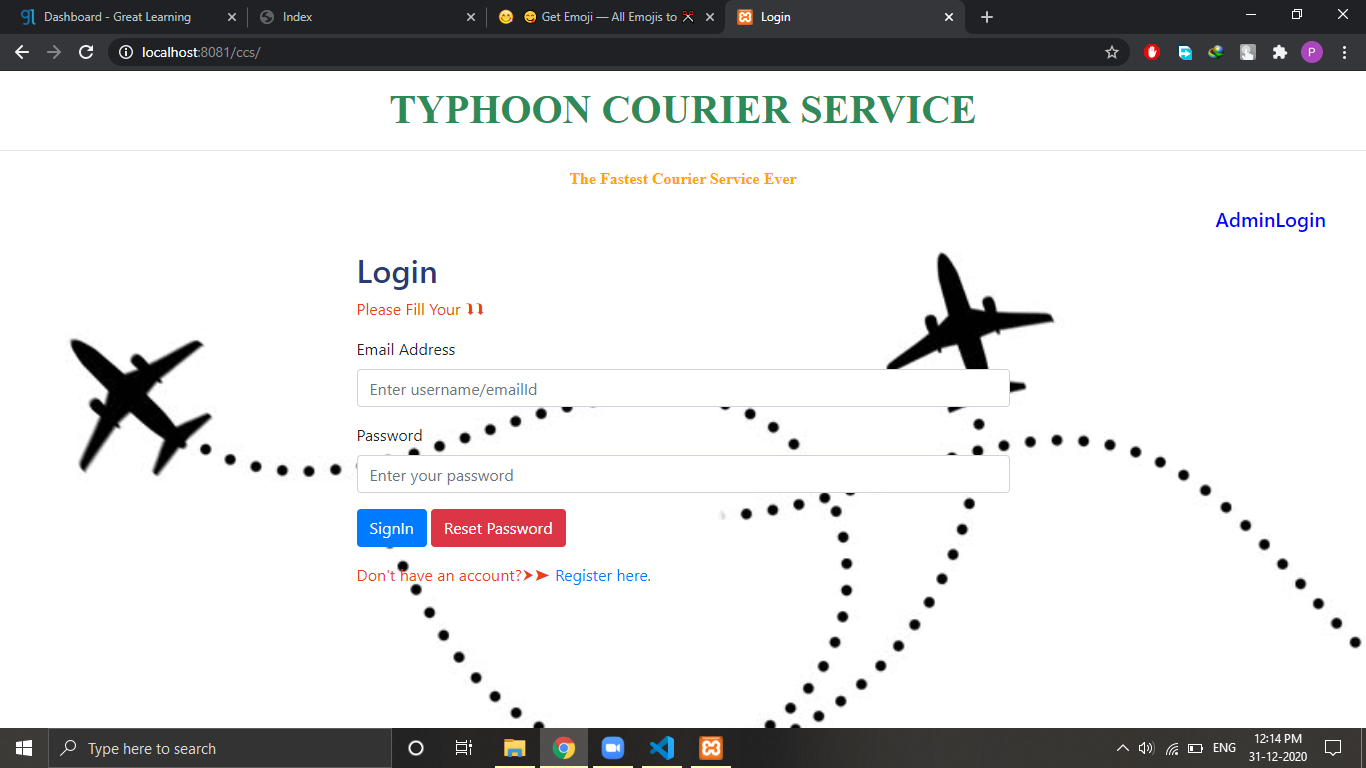 Dashboard - Great Learning
Index
Get Emoji — All Emojis to
Login
localhost:8081/ccs/
P
TYPHOON COURIER SERVICE
The Fastest Courier Service Ever
AdminLogin
Login
Please Fill Your
Email Address
Enter username/emailId
Password
Enter your password
SignIn Reset Password
Don't have an account? Register here.
Type here to search
ENG
12:14 PM
31-12-2020